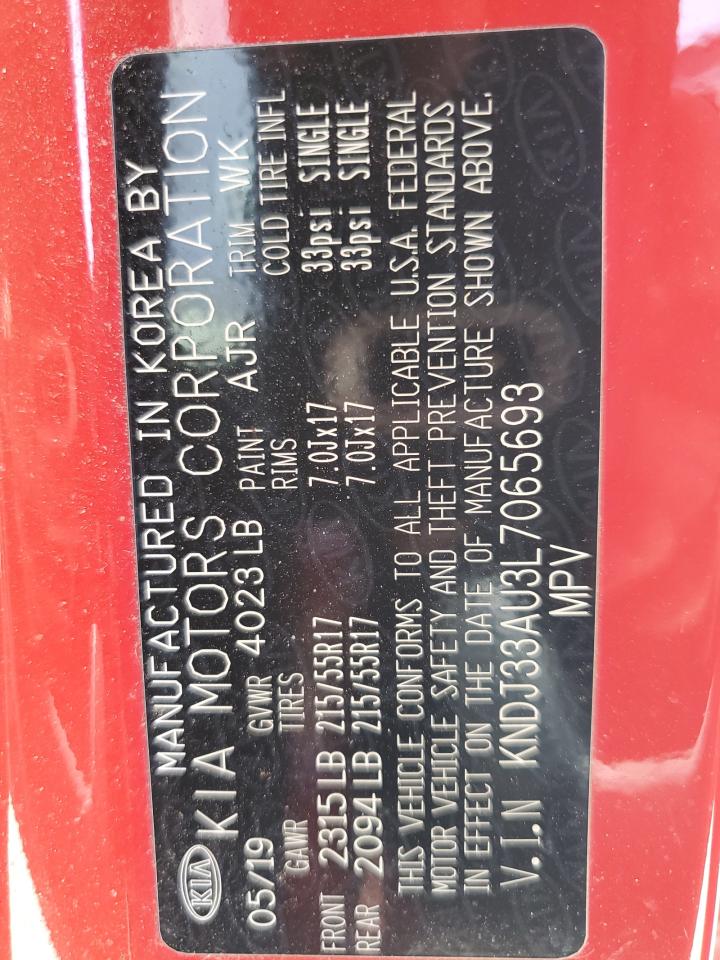 KIA
MANUFACTURED IN KOREA BY
KIA MOTORS CORPORATION
05/19 GVWR 4023LB PAINT AJR TRIM WK
GAWR TIRES RIMS COLD TIRE INFL
FRONT 2315LB 215/55R17 7.0Jx17 33psi SINGLE
REAR 2094LB 215/55R17 7.0Jx17 33psi SINGLE
THIS VEHICLE CONFORMS TO ALL APPLICABLE U.S.A. FEDERAL
MOTOR VEHICLE SAFETY AND THEFT PREVENTION STANDARDS
IN EFFECT ON THE DATE OF MANUFACTURE SHOWN ABOVE.
V.I.N KNDJ33AU3L7065693
MPV